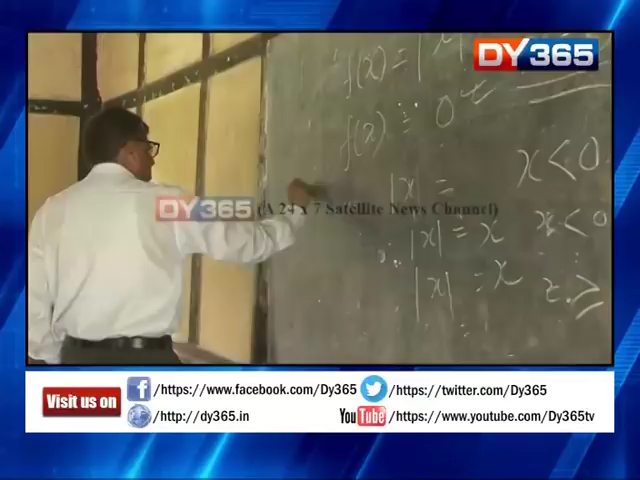 DY365
f(x) = |x|
f(x) = 0
|x| =      x < 0
DY365 (A 24 x 7 Satellite News Channel)
∴ |x| = x      x < 0
|x| = x      x ≥
Visit us on
/https://www.facebook.com/Dy365
/https://twitter.com/DY365
/http://dy365.in
YouTube /https://www.youtube.com/Dy365tv